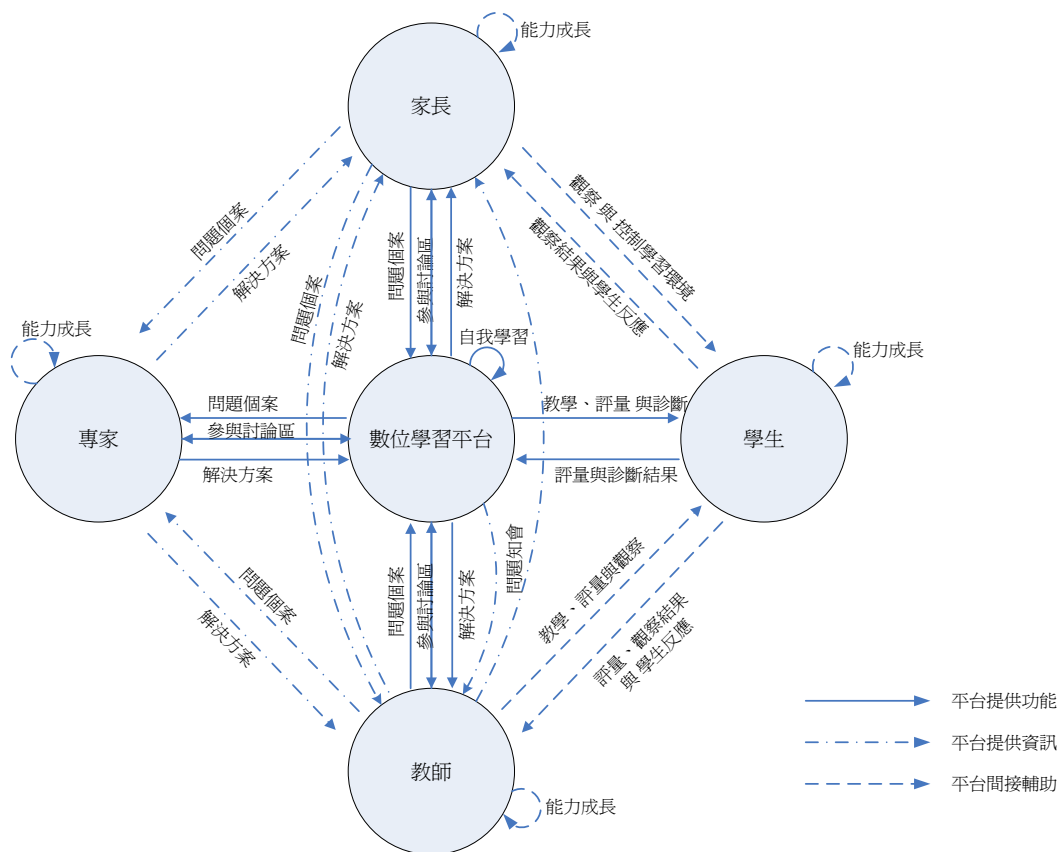 能力成長
家長
問題個案
解決方案
問題個案
解決方案
問題個案
參與討論區
解決方案
觀察 與 控制學習環境
觀察結果與學生反應
能力成長
專家
問題個案
參與討論區
解決方案
自我學習
數位學習平台
教學、評量 與診斷
評量與診斷結果
能力成長
學生
問題個案
解決方案
問題個案
參與討論區
解決方案
問題知會
教學、評量與觀察
評量、觀察結果
與 學生反應
教師
能力成長
平台提供功能
平台提供資訊
平台間接輔助